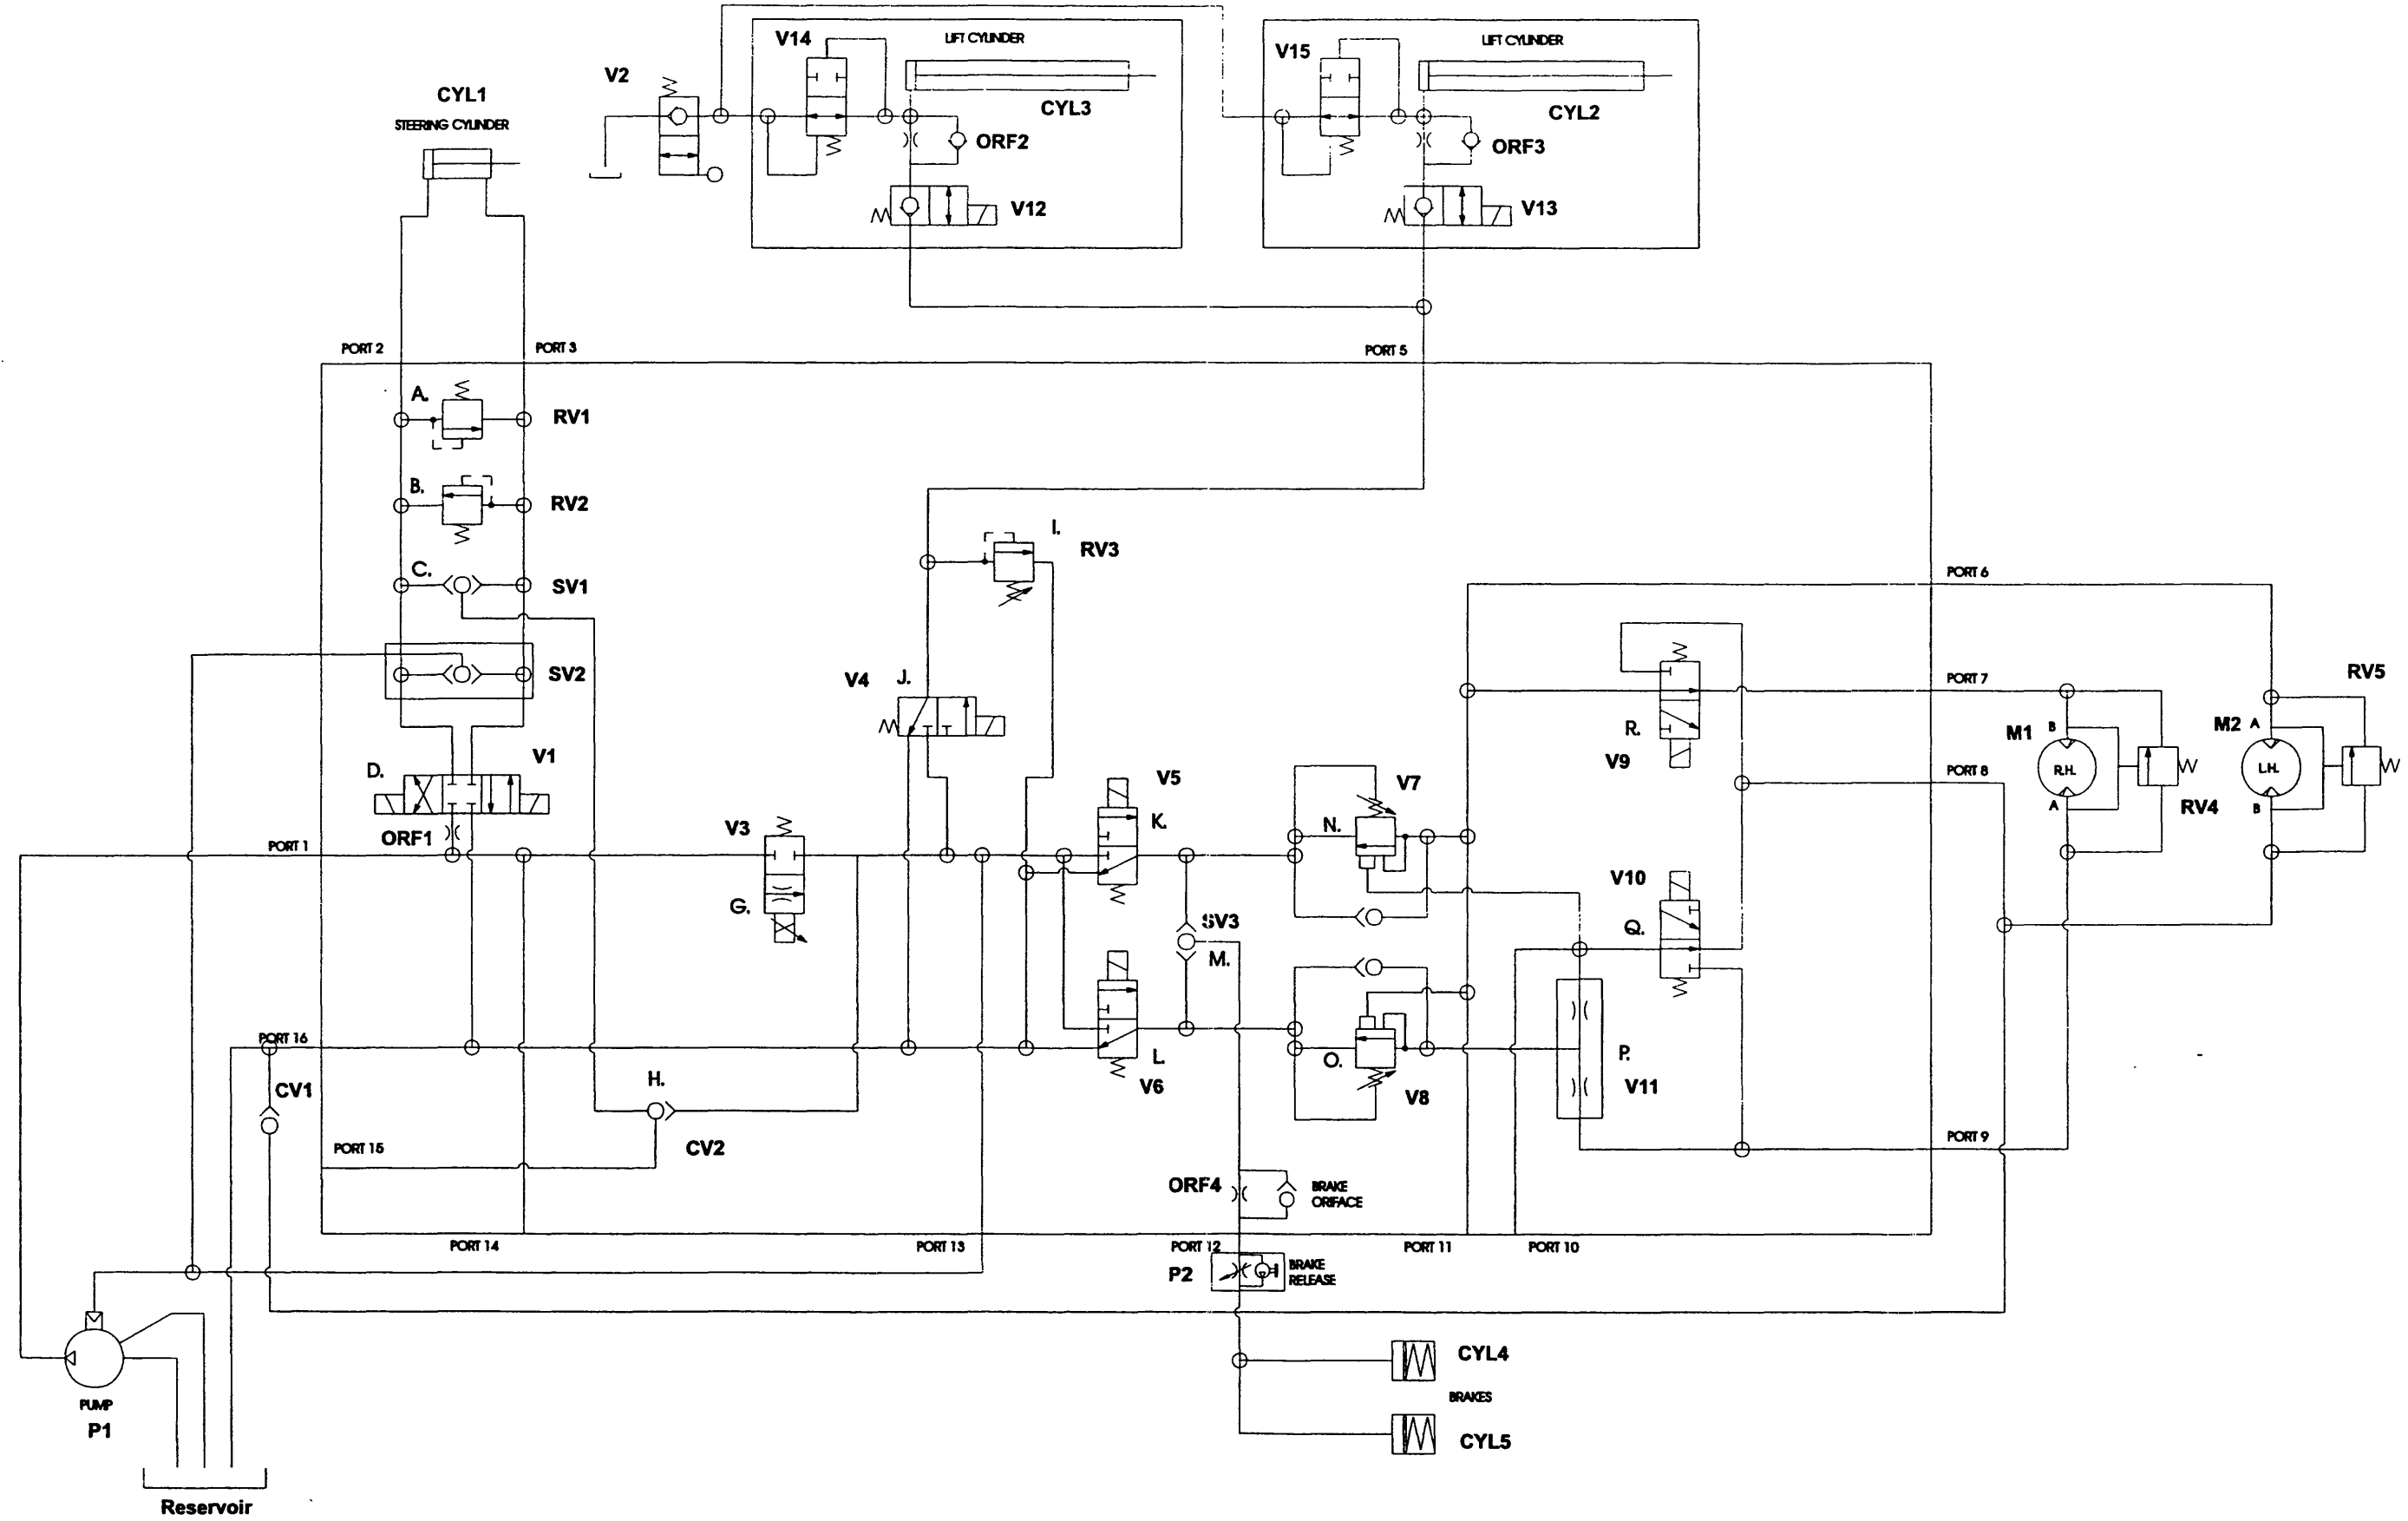 V14
LIFT CYLINDER
V15
LIFT CYLINDER
V2
CYL1
STEERING CYLINDER
CYL3
CYL2
ORF2
ORF3
V12
V13
PORT 2
PORT 3
PORT 5
A.
RV1
B.
RV2
I.
RV3
C.
SV1
PORT 6
SV2
V4
J.
PORT 7
RV5
R.
V9
M1
B
M2
A
D.
V1
R.H.
L.H.
PORT 8
V5
V7
A
B
RV4
ORF1
V3
K.
N.
PORT 1
G.
V10
Q.
SV3
M.
PORT 16
L.
V6
O.
V8
P.
V11
CV1
H.
CV2
PORT 15
PORT 9
ORF4
BRAKE
ORIFACE
PORT 14
PORT 13
PORT 12
PORT 11
PORT 10
P2
BRAKE
RELEASE
CYL4
BRAKES
CYL5
PUMP
P1
Reservoir